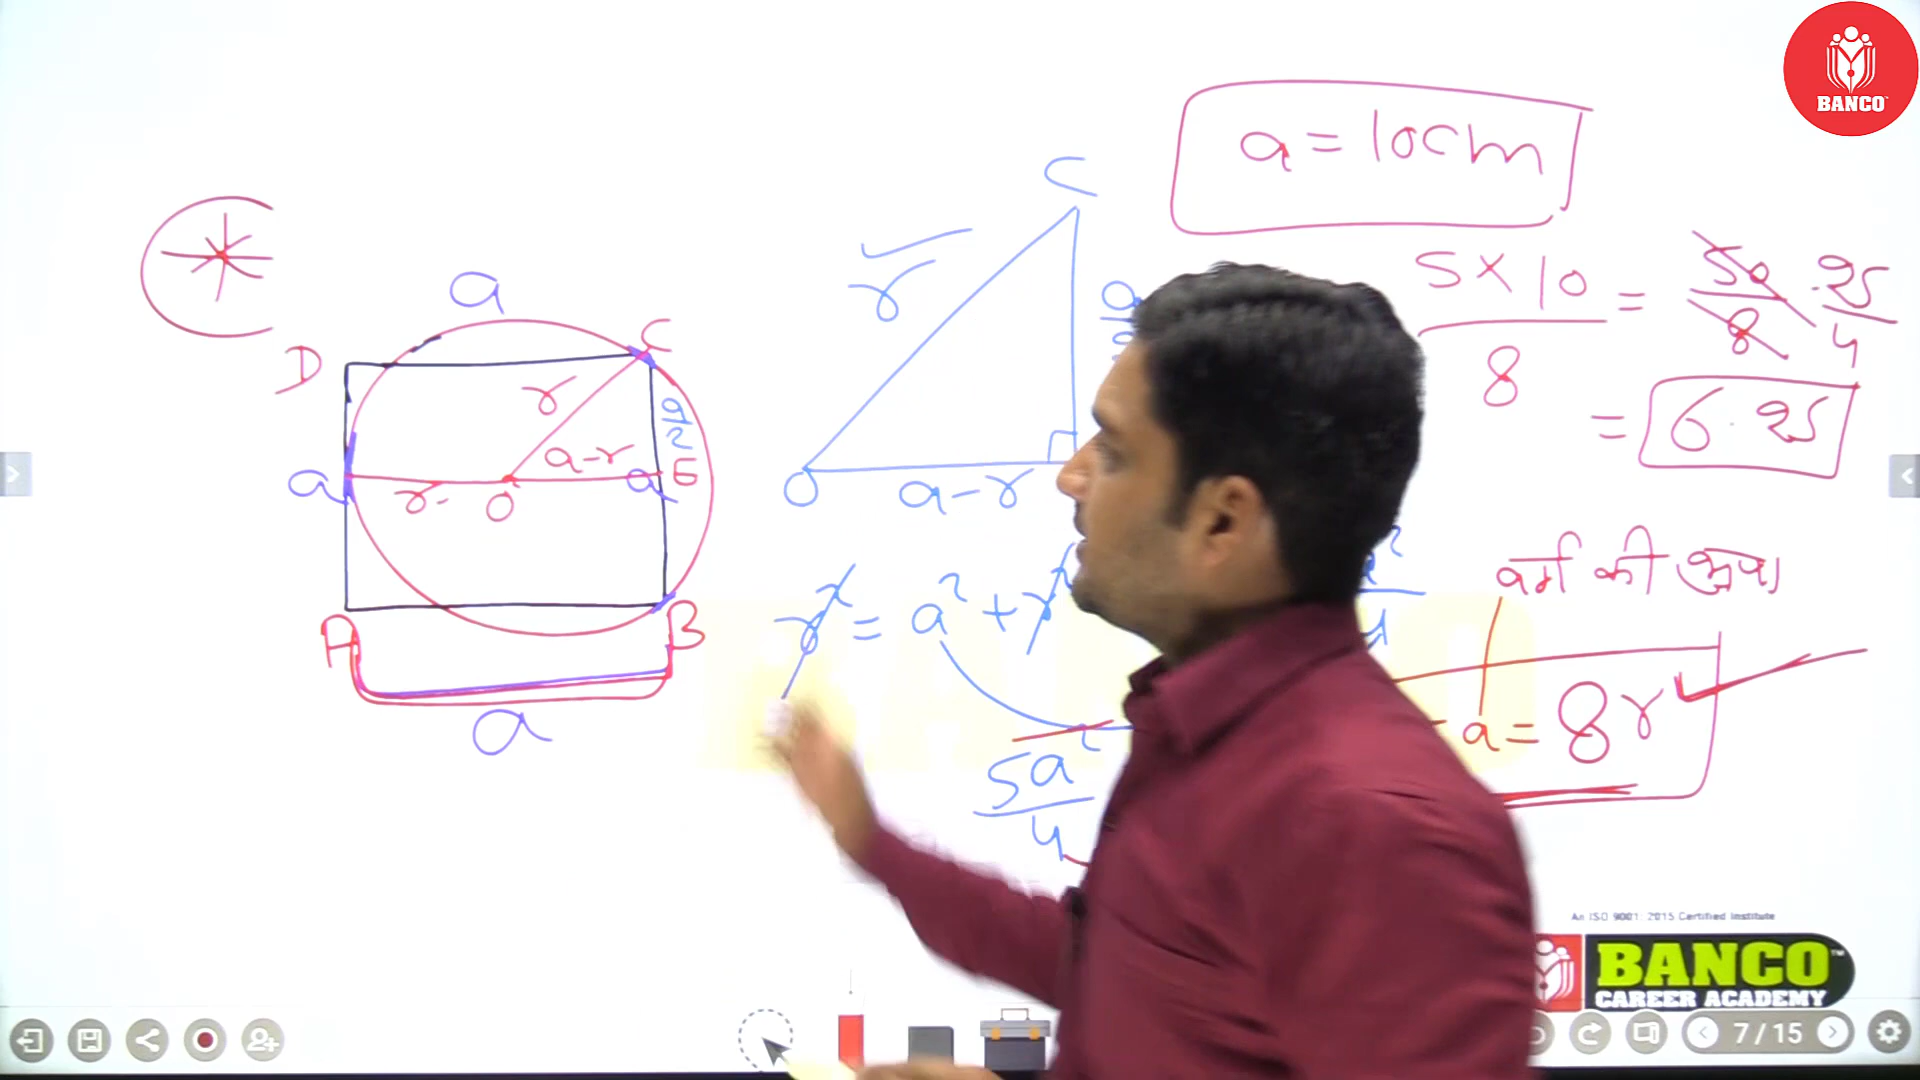 BANCO
a = 10cm
C
r
a
D
C
r
a/2
a-r
E
a
a
r
O
A
B
a
O
a-r
5×10/8 = 50/8 · 25/4
= 6.25
r² = a² + r²
5a²/4
वर्ग की भुजा
a = 8r
An ISO 9001: 2015 Certified Institute
BANCO
CAREER ACADEMY
7 / 15